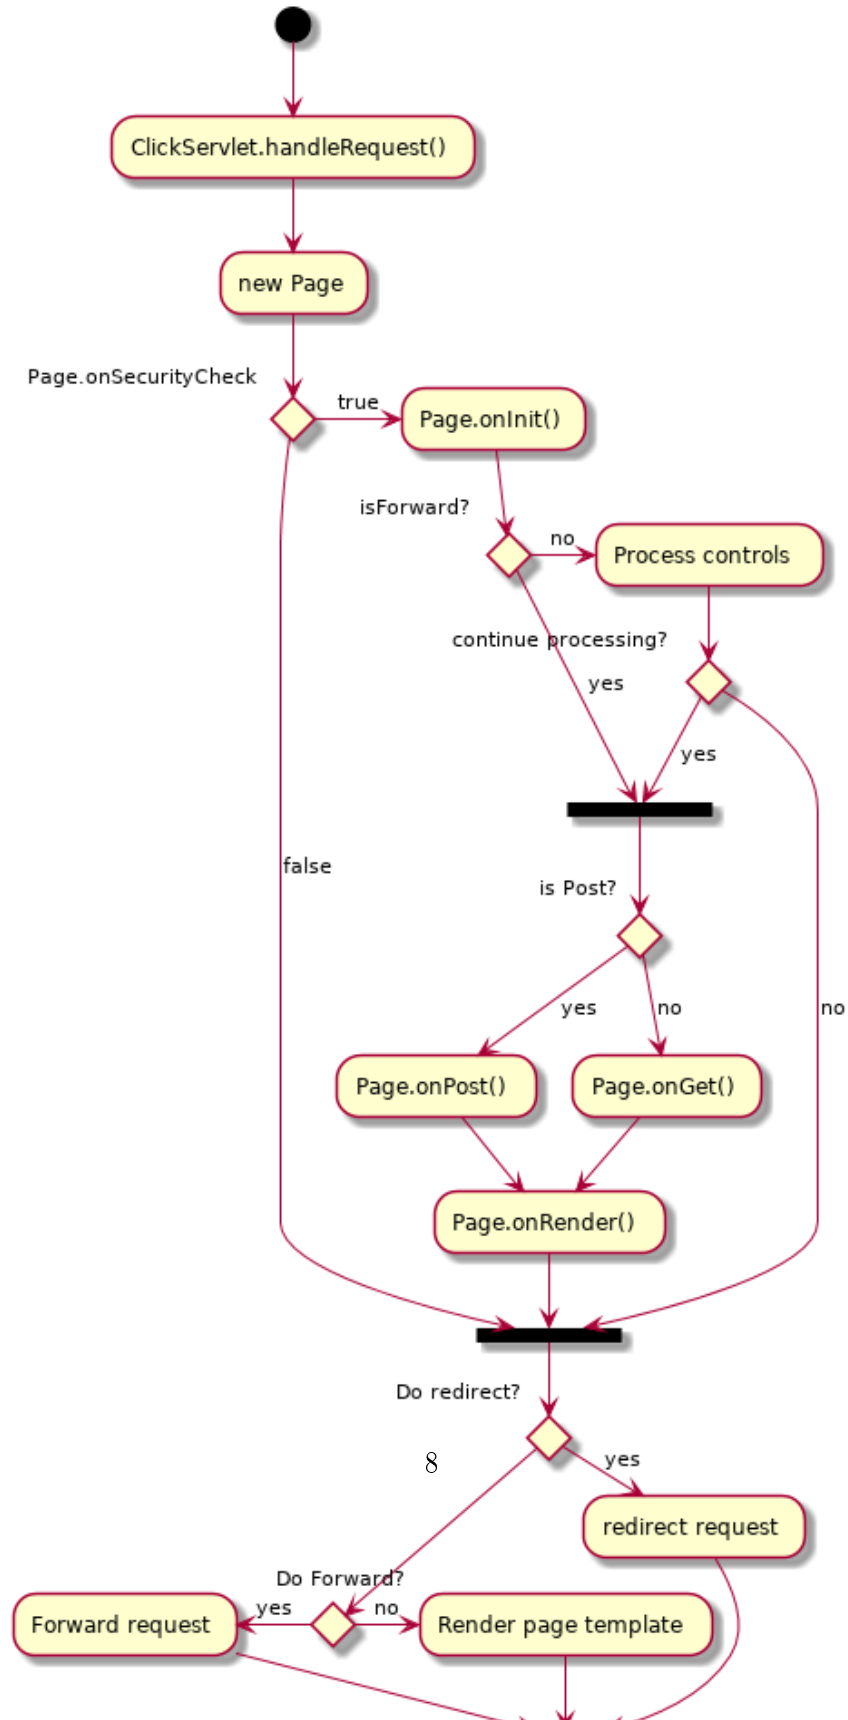 ClickServlet.handleRequest()
new Page
Page.onSecurityCheck
true
Page.onInit()
isForward?
no
Process controls
continue processing?
yes
yes
false
is Post?
yes
no
no
Page.onPost()
Page.onGet()
Page.onRender()
Do redirect?
8
yes
redirect request
Do Forward?
yes
no
Forward request
Render page template